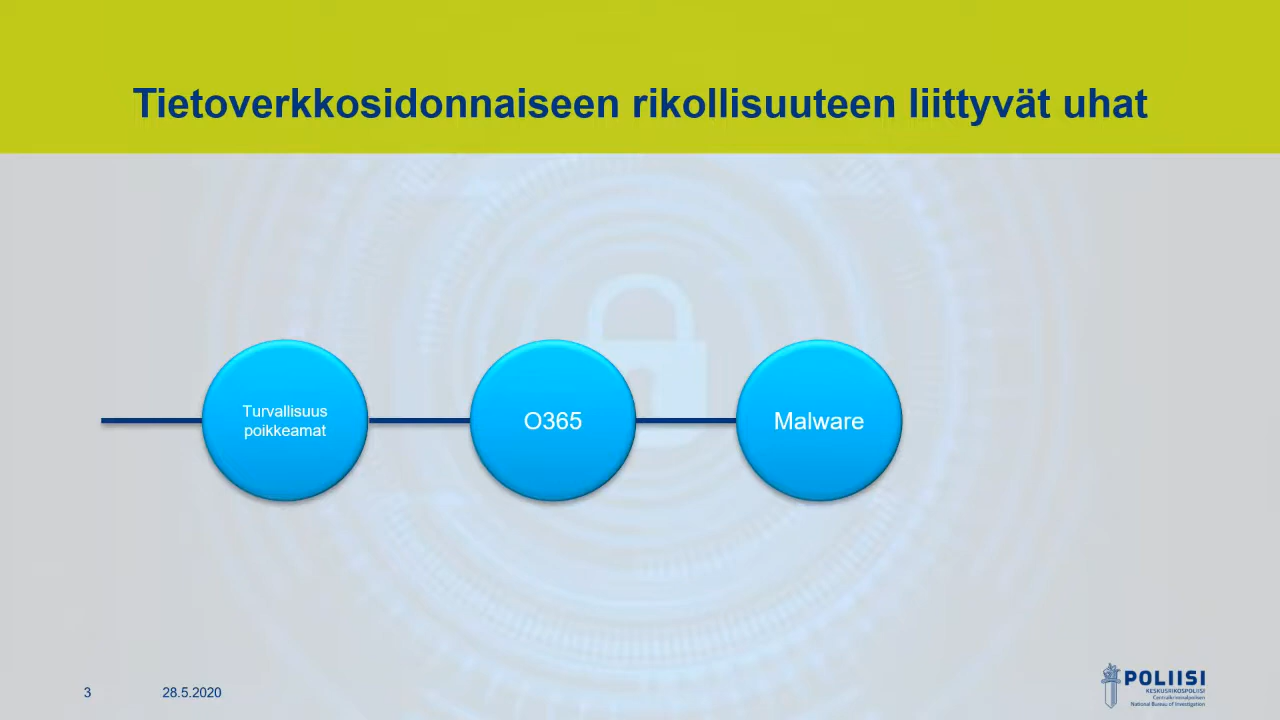 Tietoverkkosidonnaiseen rikollisuuteen liittyvät uhat
Turvallisuus
poikkeamat
O365
Malware
3
28.5.2020
POLIISI
KESKUSRIKOSPOLIISI
Centralkriminalpolisen
National Bureau of Investigation